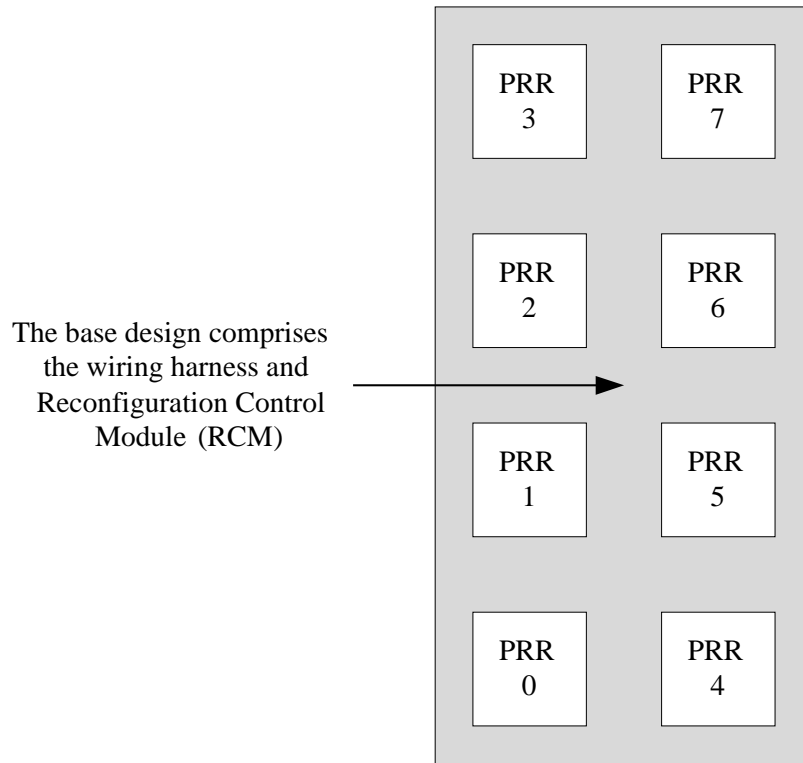 PRR
3
PRR
7
PRR
2
PRR
6
The base design comprises
the wiring harness and
Reconfiguration Control
Module (RCM)
PRR
1
PRR
5
PRR
0
PRR
4